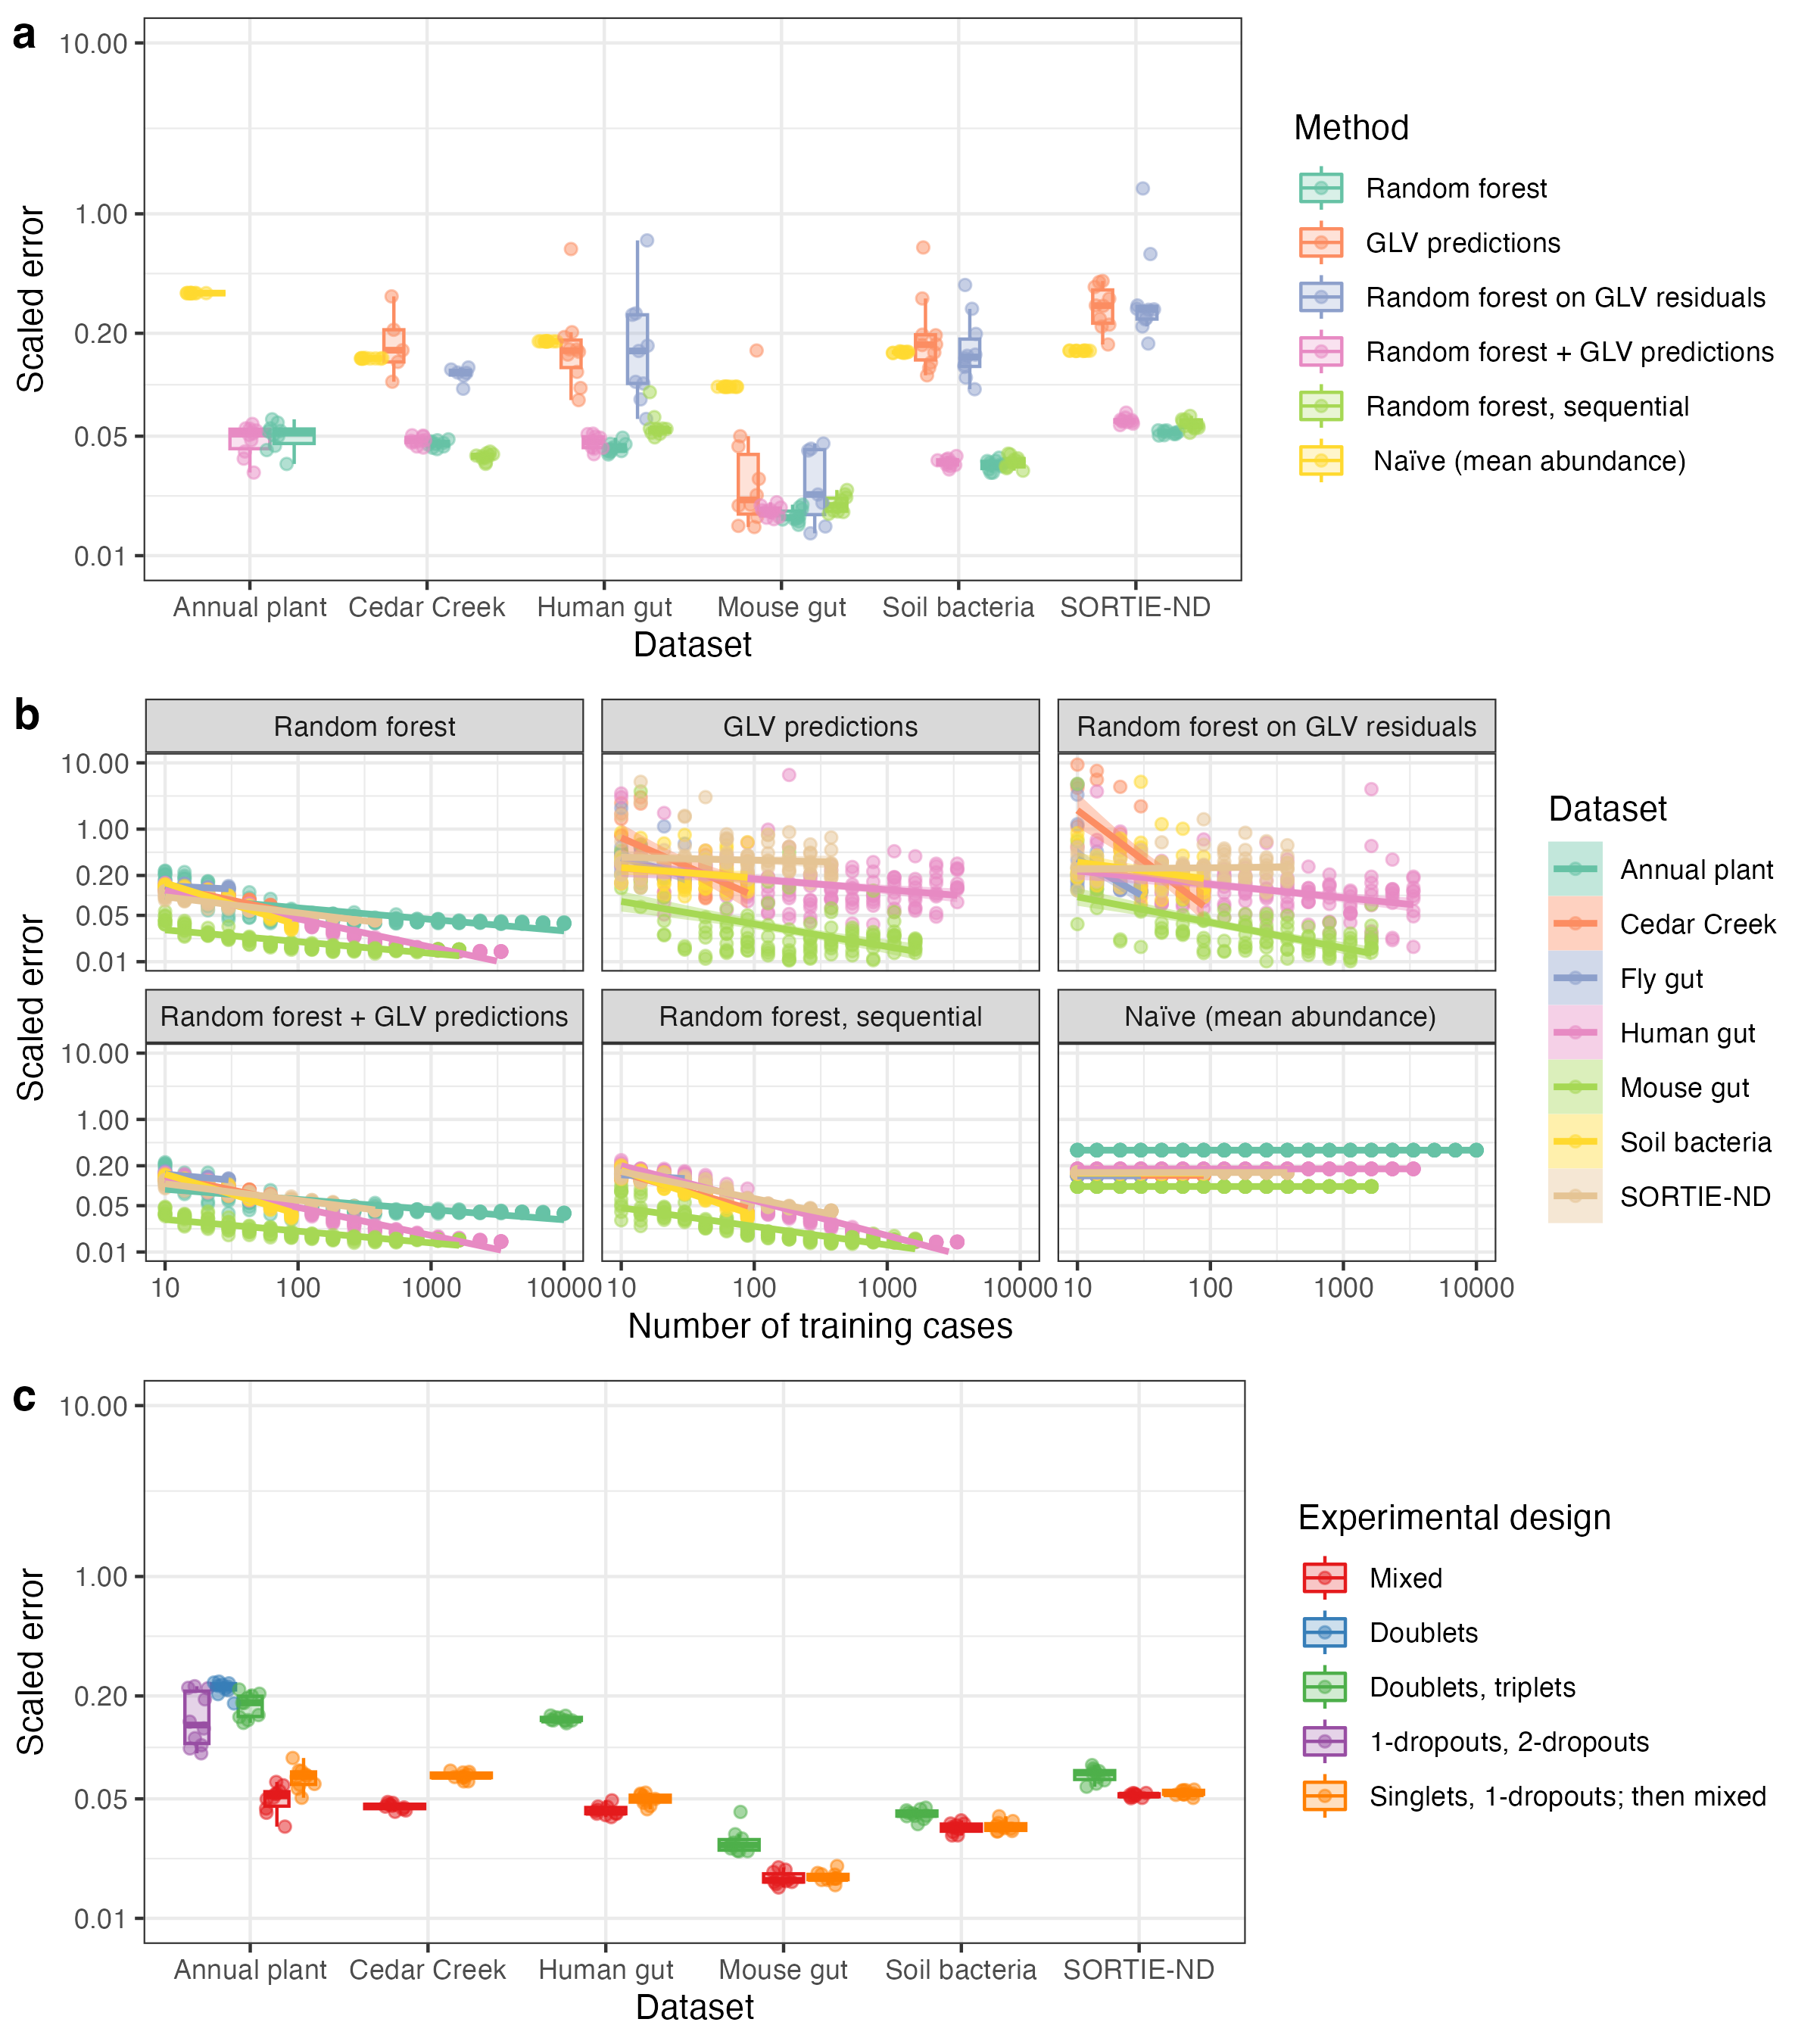 a
10.00
1.00
0.20
0.05
0.01
Scaled error
Annual plant
Cedar Creek
Human gut
Mouse gut
Soil bacteria
SORTIE-ND
Dataset
Method
Random forest
GLV predictions
Random forest on GLV residuals
Random forest + GLV predictions
Random forest, sequential
Naïve (mean abundance)
b
Random forest
GLV predictions
Random forest on GLV residuals
10.00
1.00
0.20
0.05
0.01
Scaled error
Random forest + GLV predictions
Random forest, sequential
Naïve (mean abundance)
10.00
1.00
0.20
0.05
0.01
Scaled error
10
100
1000
10000
10
100
1000
10000
10
100
1000
10000
Number of training cases
Dataset
Annual plant
Cedar Creek
Fly gut
Human gut
Mouse gut
Soil bacteria
SORTIE-ND
c
10.00
1.00
0.20
0.05
0.01
Scaled error
Annual plant
Cedar Creek
Human gut
Mouse gut
Soil bacteria
SORTIE-ND
Dataset
Experimental design
Mixed
Doublets
Doublets, triplets
1-dropouts, 2-dropouts
Singlets, 1-dropouts; then mixed